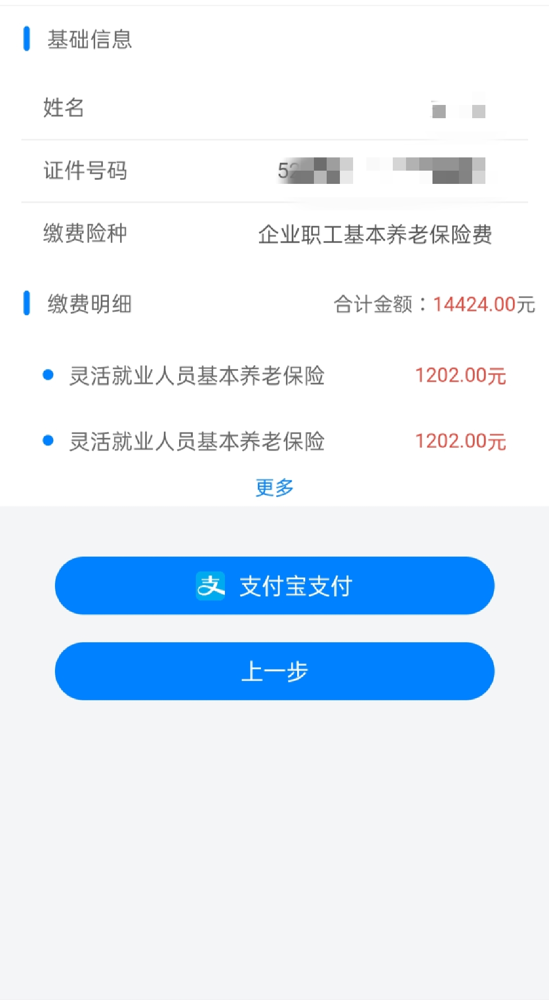 基础信息
姓名
证件号码 52
缴费险种 企业职工基本养老保险费
缴费明细 合计金额：14424.00元
灵活就业人员基本养老保险 1202.00元
灵活就业人员基本养老保险 1202.00元
更多
支 支付宝支付
上一步